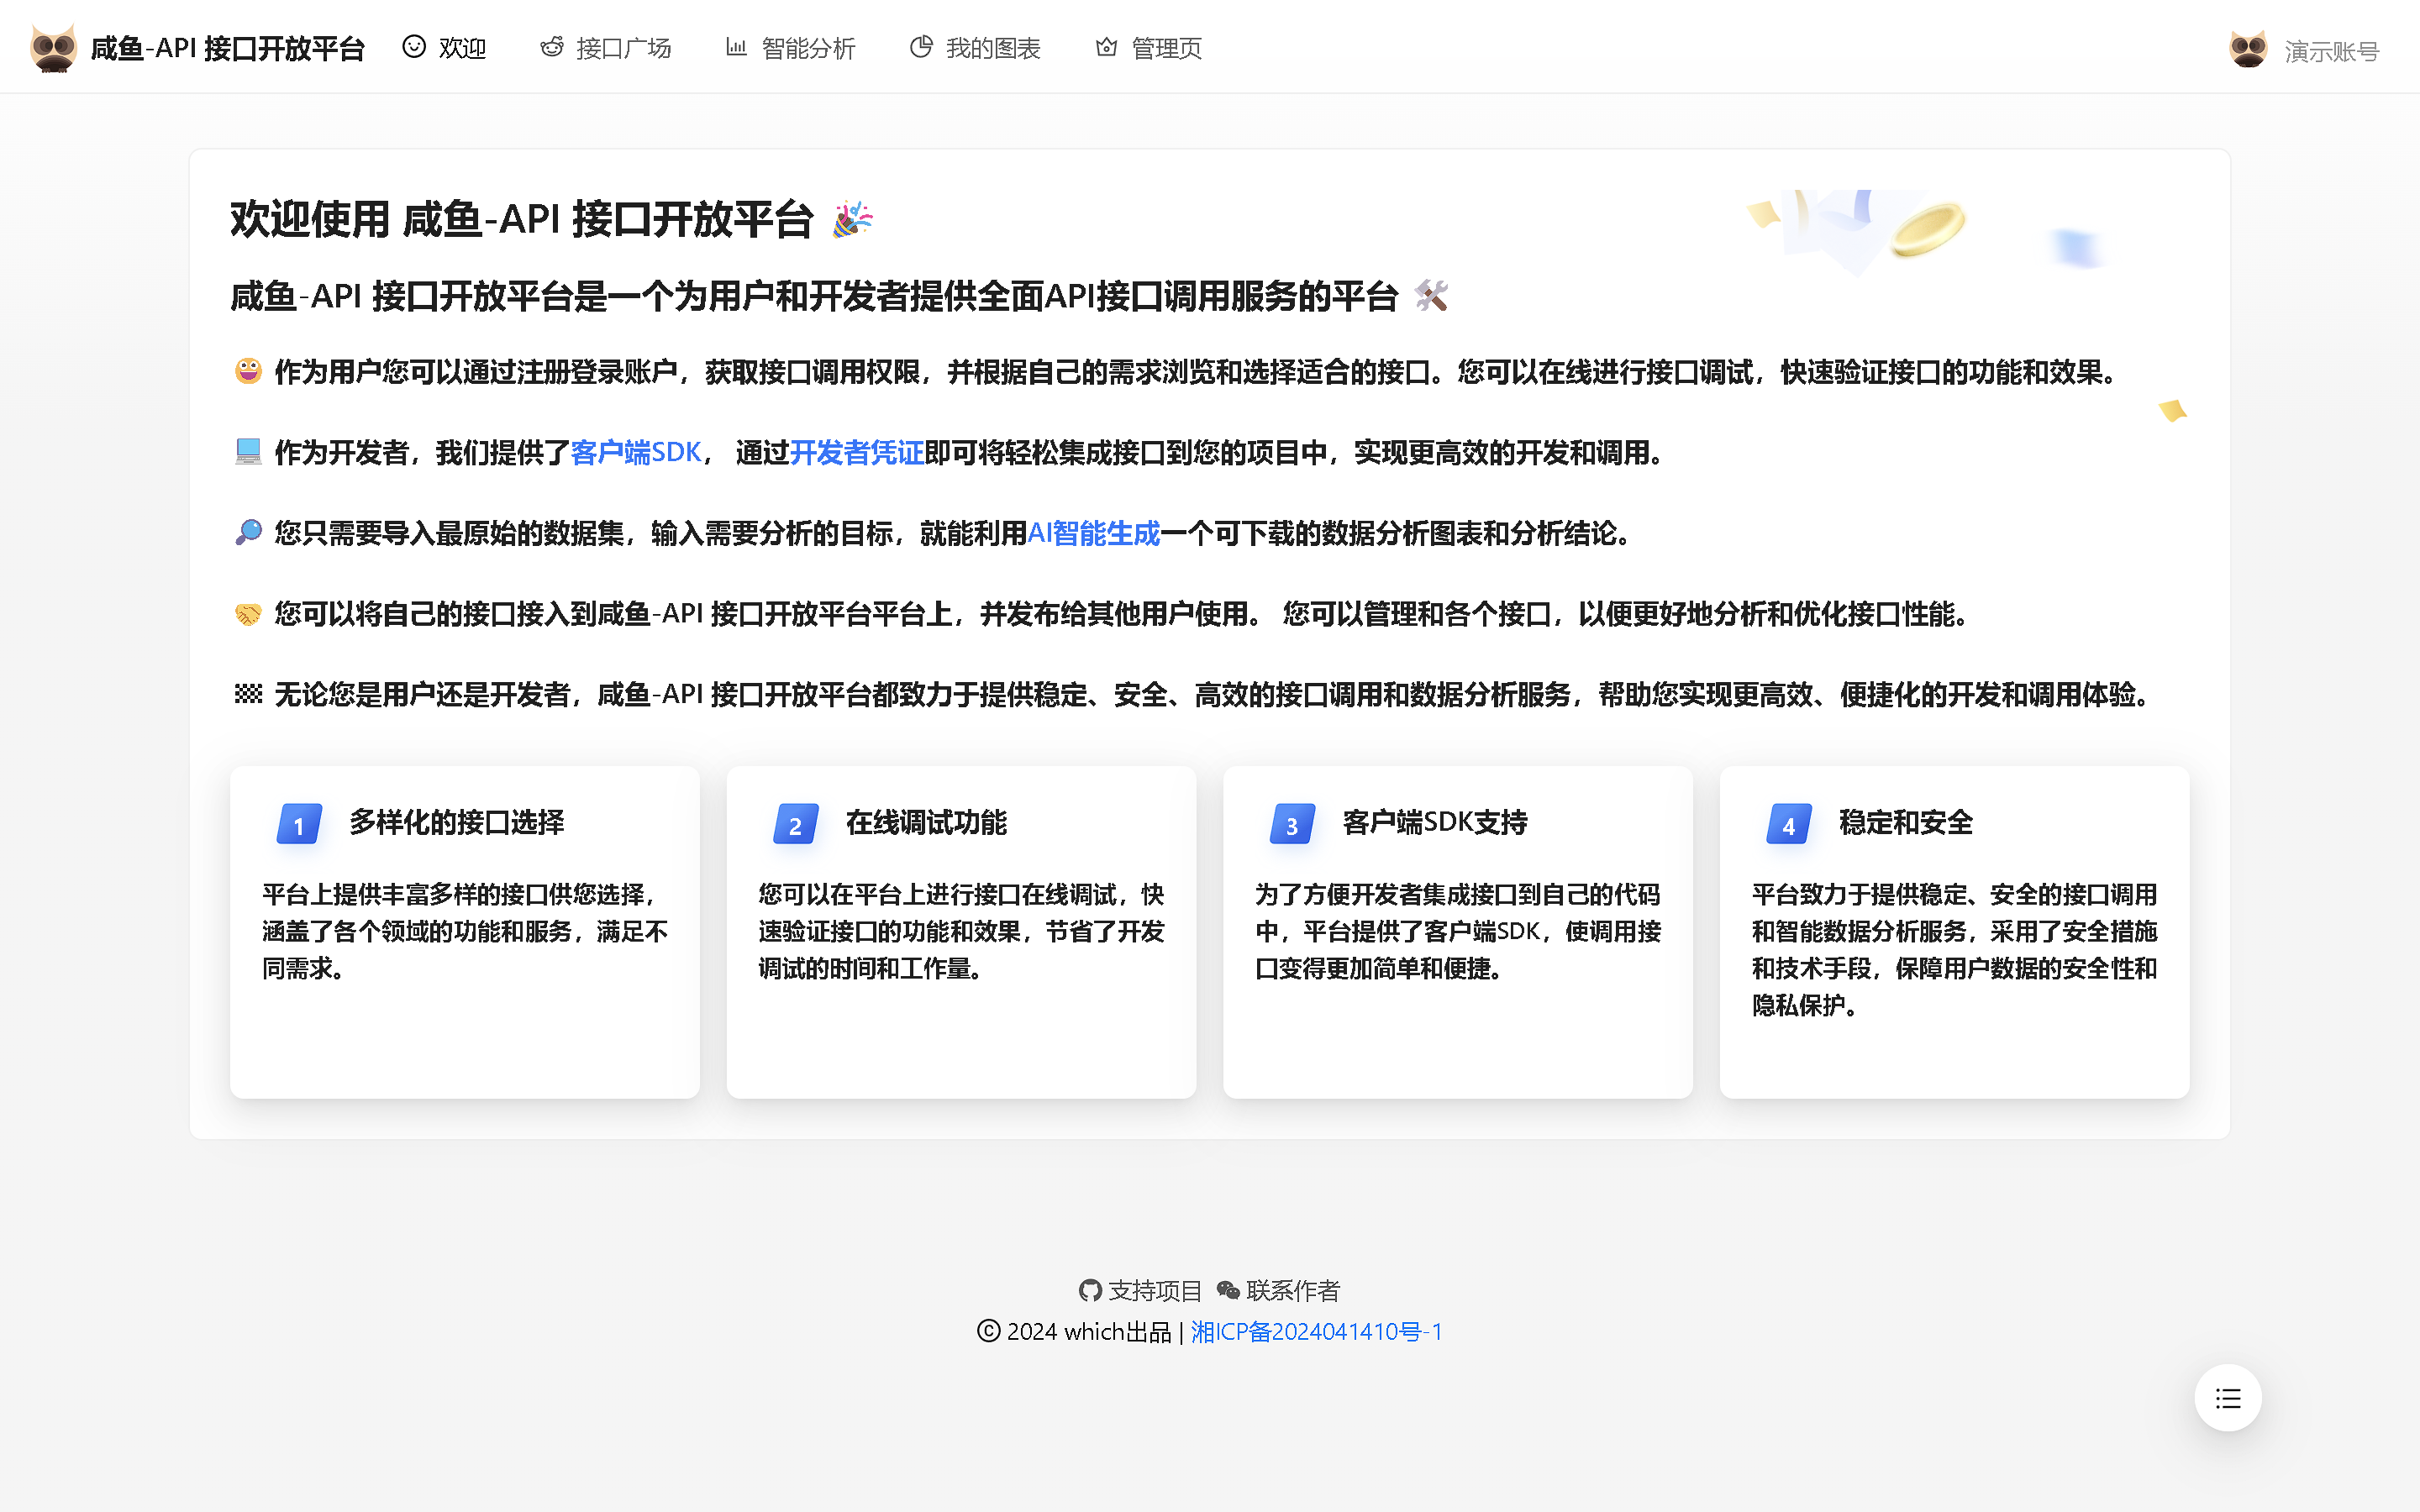 咸鱼-API 接口开放平台 欢迎 接口广场 智能分析 我的图表 管理页 演示账号
欢迎使用 咸鱼-API 接口开放平台 🎉
咸鱼-API 接口开放平台是一个为用户和开发者提供全面API接口调用服务的平台 🛠️
😀 作为用户您可以通过注册登录账户，获取接口调用权限，并根据自己的需求浏览和选择适合的接口。您可以在线进行接口调试，快速验证接口的功能和效果。
💻 作为开发者，我们提供了客户端SDK， 通过开发者凭证即可将轻松集成接口到您的项目中，实现更高效的开发和调用。
🔎 您只需要导入最原始的数据集，输入需要分析的目标，就能利用AI智能生成一个可下载的数据分析图表和分析结论。
🤝 您可以将自己的接口接入到咸鱼-API 接口开放平台平台上，并发布给其他用户使用。 您可以管理和各个接口，以便更好地分析和优化接口性能。
🏁 无论您是用户还是开发者，咸鱼-API 接口开放平台都致力于提供稳定、安全、高效的接口调用和数据分析服务，帮助您实现更高效、便捷化的开发和调用体验。
1 多样化的接口选择
平台上提供丰富多样的接口供您选择，
涵盖了各个领域的功能和服务，满足不
同需求。
2 在线调试功能
您可以在平台上进行接口在线调试，快
速验证接口的功能和效果，节省了开发
调试的时间和工作量。
3 客户端SDK支持
为了方便开发者集成接口到自己的代码
中，平台提供了客户端SDK，使调用接
口变得更加简单和便捷。
4 稳定和安全
平台致力于提供稳定、安全的接口调用
和智能数据分析服务，采用了安全措施
和技术手段，保障用户数据的安全性和
隐私保护。
支持项目 联系作者
© 2024 which出品 | 湘ICP备2024041410号-1